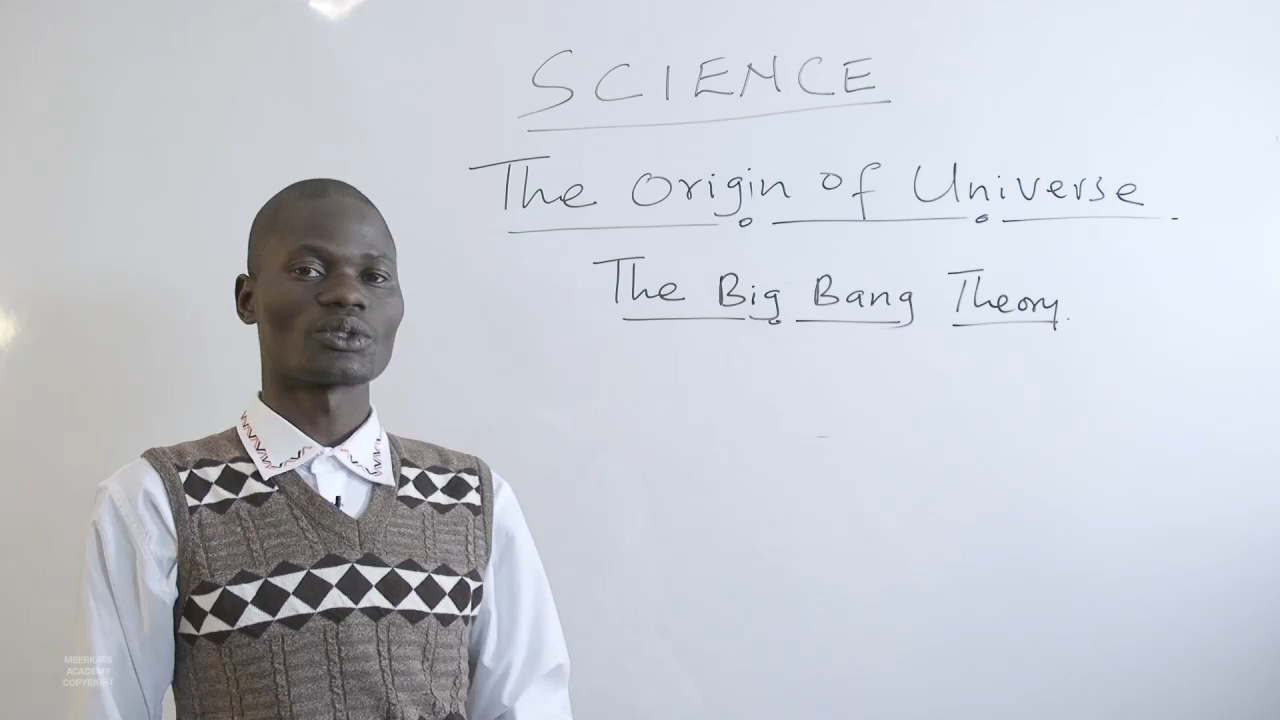 SCIENCE
The Origin of Universe
The Big Bang Theory.
MEERKATS
ACADEMY
COPYRIGHT